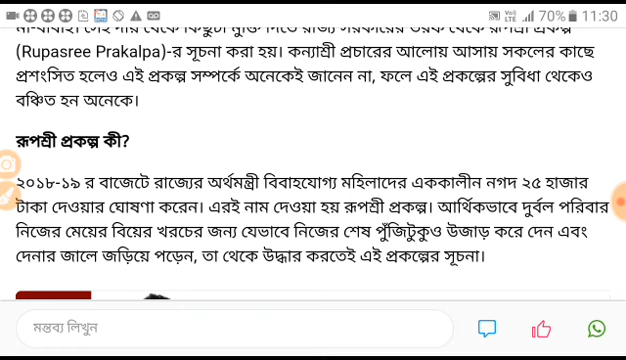 70% 11:30
(Rupasree Prakalpa)-র সূচনা করা হয়। কন্যাশ্রী প্রচারের আলোয় আসায় সকলের কাছে
প্রশংসিত হলেও এই প্রকল্প সম্পর্কে অনেকেই জানেন না, ফলে এই প্রকল্পের সুবিধা থেকেও
বঞ্চিত হন অনেকে।
রূপশ্রী প্রকল্প কী?
২০১৮-১৯ র বাজেটে রাজ্যের অর্থমন্ত্রী বিবাহযোগ্য মহিলাদের এককালীন নগদ ২৫ হাজার
টাকা দেওয়ার ঘোষণা করেন। এরই নাম দেওয়া হয় রূপশ্রী প্রকল্প। আর্থিকভাবে দুর্বল পরিবার
নিজের মেয়ের বিয়ের খরচের জন্য যেভাবে নিজের শেষ পুঁজিটুকুও উজাড় করে দেন এবং
দেনার জালে জড়িয়ে পড়েন, তা থেকে উদ্ধার করতেই এই প্রকল্পের সূচনা।
মন্তব্য লিখুন